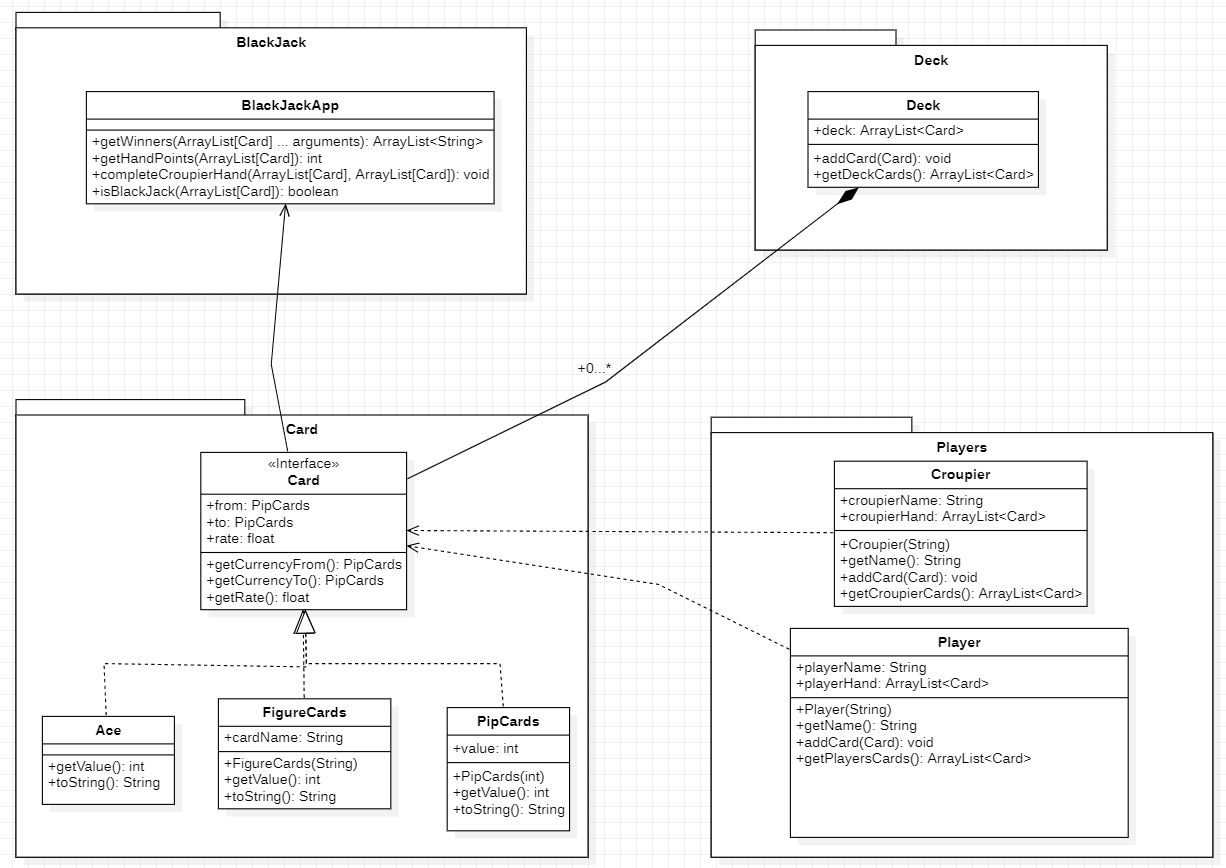 BlackJack
BlackJackApp
+getWinners(ArrayList[Card] ... arguments): ArrayList<String>
+getHandPoints(ArrayList[Card]): int
+completeCroupierHand(ArrayList[Card], ArrayList[Card]): void
+isBlackJack(ArrayList[Card]): boolean
Deck
Deck
+deck: ArrayList<Card>
+addCard(Card): void
+getDeckCards(): ArrayList<Card>
+0...*
Card
«Interface»
Card
+from: PipCards
+to: PipCards
+rate: float
+getCurrencyFrom(): PipCards
+getCurrencyTo(): PipCards
+getRate(): float
Ace
+getValue(): int
+toString(): String
FigureCards
+cardName: String
+FigureCards(String)
+getValue(): int
+toString(): String
PipCards
+value: int
+PipCards(int)
+getValue(): int
+toString(): String
Players
Croupier
+croupierName: String
+croupierHand: ArrayList<Card>
+Croupier(String)
+getName(): String
+addCard(Card): void
+getCroupierCards(): ArrayList<Card>
Player
+playerName: String
+playerHand: ArrayList<Card>
+Player(String)
+getName(): String
+addCard(Card): void
+getPlayersCards(): ArrayList<Card>